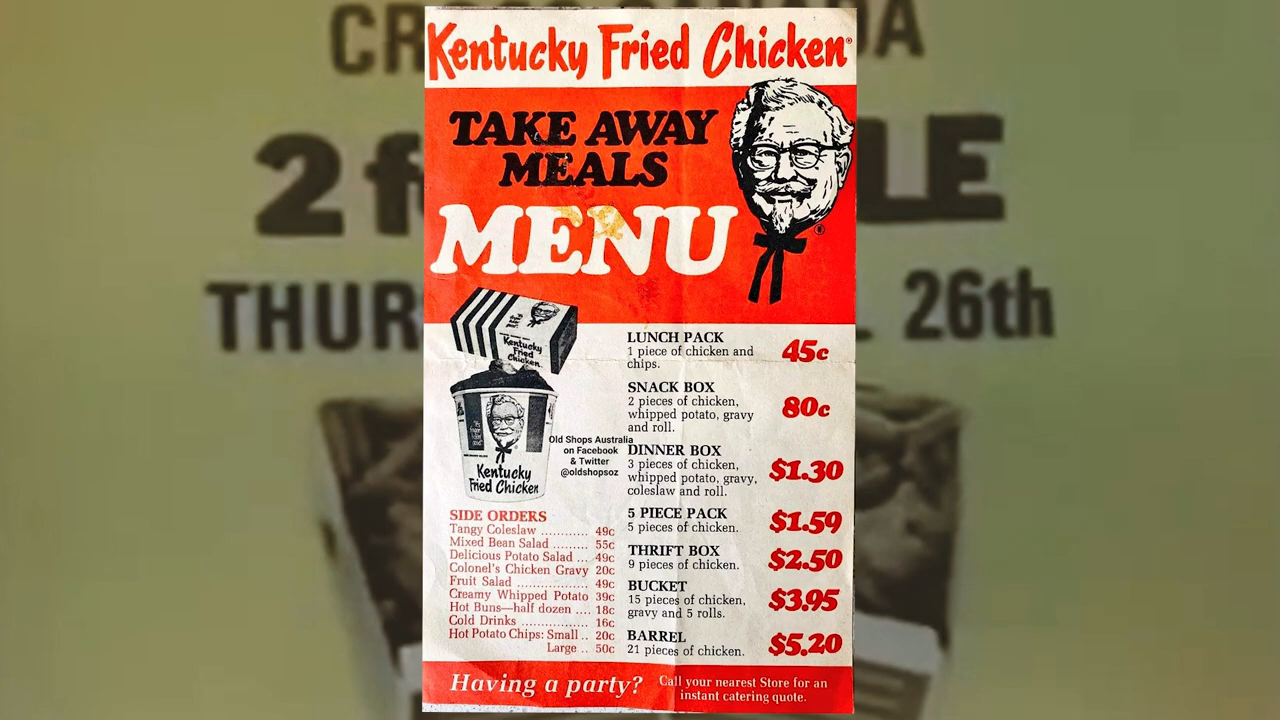 Kentucky Fried Chicken®
TAKE AWAY
MEALS
MENU
®
Kentucky
Fried
Chicken
Kentucky
Fried Chicken
Old Shops Australia
on Facebook
& Twitter
@oldshopsoz
LUNCH PACK
1 piece of chicken and
chips.
45c
SNACK BOX
2 pieces of chicken,
whipped potato, gravy
and roll.
80c
DINNER BOX
3 pieces of chicken,
whipped potato, gravy,
coleslaw and roll.
$1.30
5 PIECE PACK
5 pieces of chicken.
$1.59
THRIFT BOX
9 pieces of chicken.
$2.50
BUCKET
15 pieces of chicken,
gravy and 5 rolls.
$3.95
BARREL
21 pieces of chicken.
$5.20
SIDE ORDERS
Tangy Coleslaw ............ 49c
Mixed Bean Salad ......... 55c
Delicious Potato Salad ... 49c
Colonel's Chicken Gravy 20c
Fruit Salad .................. 49c
Creamy Whipped Potato 39c
Hot Buns—half dozen .... 18c
Cold Drinks .................. 16c
Hot Potato Chips: Small .. 20c
Large .. 50c
Having a party?
Call your nearest Store for an
instant catering quote.
2 f
LE
THUR
26th